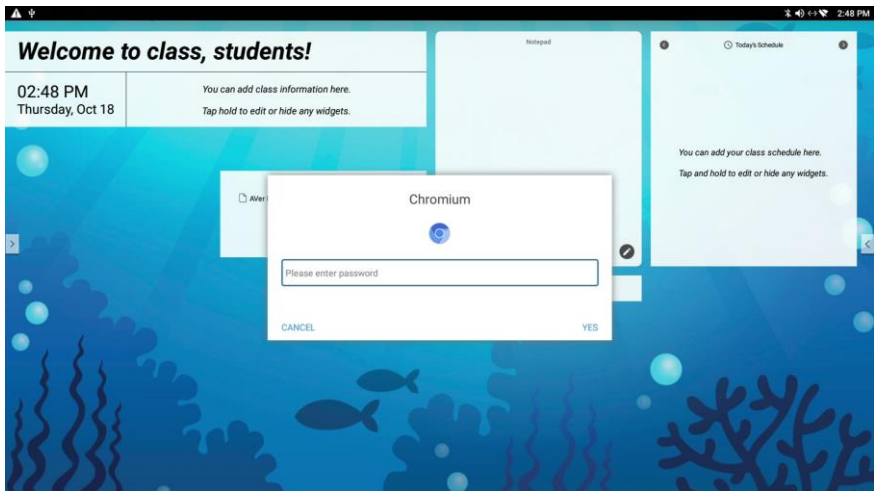 2:48 PM
Welcome to class, students!
02:48 PM
Thursday, Oct 18
You can add class information here.
Tap hold to edit or hide any widgets.
Notepad
Today's Schedule
You can add your class schedule here.
Tap and hold to edit or hide any widgets.
AVer
Chromium
Please enter password
CANCEL
YES